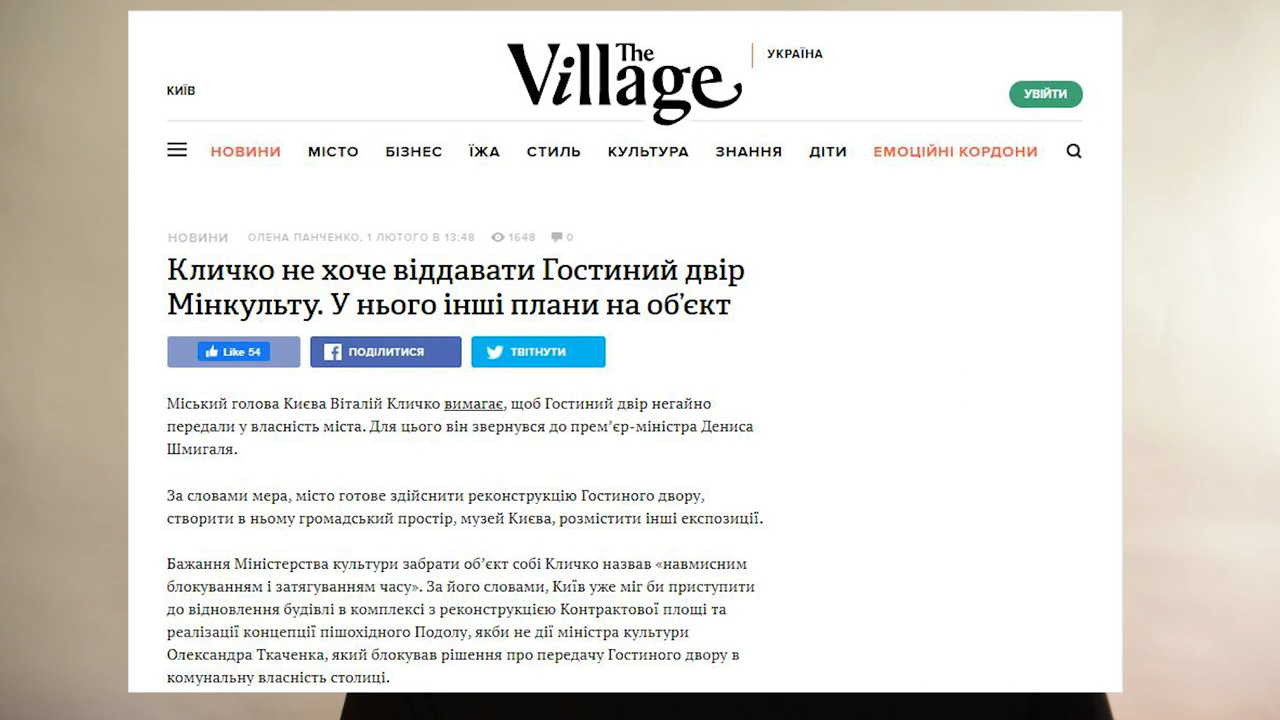 The Village
УКРАЇНА
КИЇВ
УВІЙТИ
НОВИНИ МІСТО БІЗНЕС ЇЖА СТИЛЬ КУЛЬТУРА ЗНАННЯ ДІТИ ЕМОЦІЙНІ КОРДОНИ
НОВИНИ ОЛЕНА ПАНЧЕНКО, 1 ЛЮТОГО В 13:48 1648 0
Кличко не хоче віддавати Гостиний двір
Мінкульту. У нього інші плани на об’єкт
Like 54 ПОДІЛИТИСЯ ТВІТНУТИ
Міський голова Києва Віталій Кличко вимагає, щоб Гостиний двір негайно
передали у власність міста. Для цього він звернувся до прем’єр-міністра Дениса
Шмигаля.
За словами мера, місто готове здійснити реконструкцію Гостиного двору,
створити в ньому громадський простір, музей Києва, розмістити інші експозиції.
Бажання Міністерства культури забрати об’єкт собі Кличко назвав «навмисним
блокуванням і затягуванням часу». За його словами, Київ уже міг би приступити
до відновлення будівлі в комплексі з реконструкцією Контрактової площі та
реалізації концепції пішохідного Подолу, якби не дії міністра культури
Олександра Ткаченка, який блокував рішення про передачу Гостиного двору в
комунальну власність столиці.